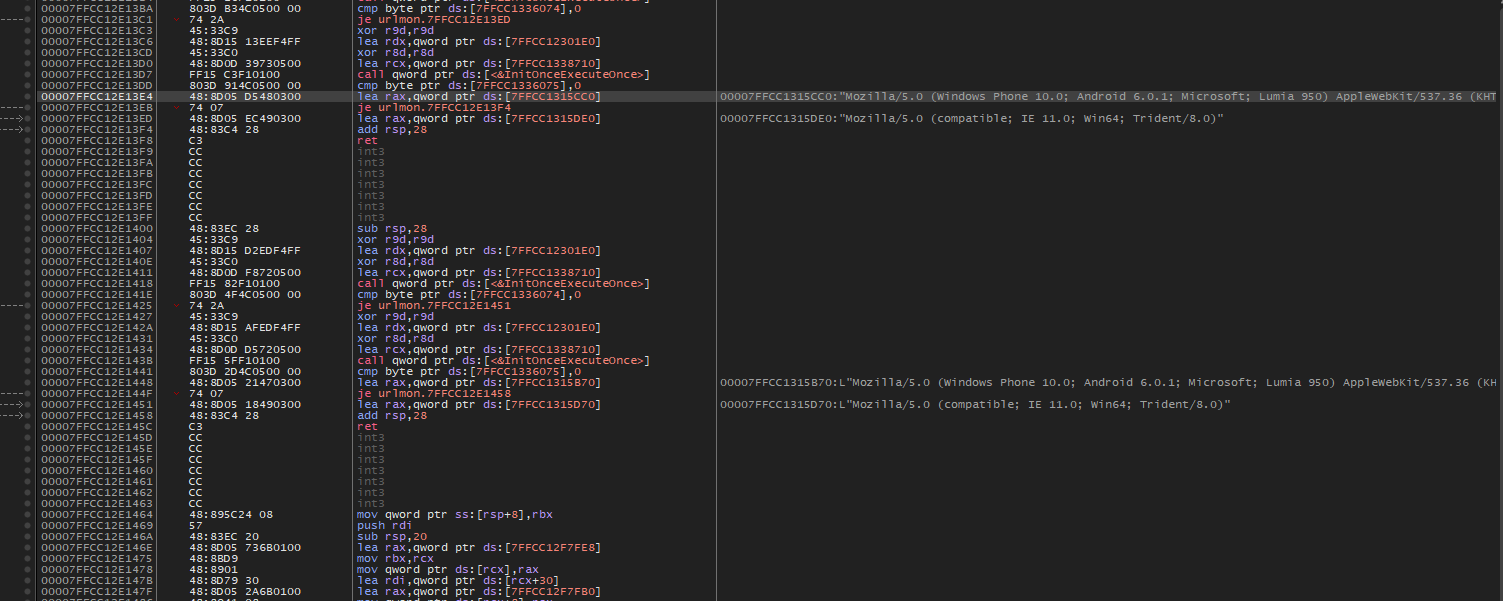 00007FFCC12E13BA 803D B34C0500 00 cmp byte ptr ds:[7FFCC1336074],0
00007FFCC12E13C1 74 2A je urlmon.7FFCC12E13ED
00007FFCC12E13C3 45:33C9 xor r9d,r9d
00007FFCC12E13C6 48:8D15 13EEF4FF lea rdx,qword ptr ds:[7FFCC12301E0]
00007FFCC12E13CD 45:33C0 xor r8d,r8d
00007FFCC12E13D0 48:8D0D 39730500 lea rcx,qword ptr ds:[7FFCC1338710]
00007FFCC12E13D7 FF15 C3F10100 call qword ptr ds:[<&InitOnceExecuteOnce>]
00007FFCC12E13DD 803D 914C0500 00 cmp byte ptr ds:[7FFCC1336075],0
00007FFCC12E13E4 48:8D05 D5480300 lea rax,qword ptr ds:[7FFCC1315CC0] 00007FFCC1315CC0:"Mozilla/5.0 (Windows Phone 10.0; Android 6.0.1; Microsoft; Lumia 950) AppleWebKit/537.36 (KHT
00007FFCC12E13EB 74 07 je urlmon.7FFCC12E13F4
00007FFCC12E13ED 48:8D05 EC490300 lea rax,qword ptr ds:[7FFCC1315DE0] 00007FFCC1315DE0:"Mozilla/5.0 (compatible; IE 11.0; Win64; Trident/8.0)"
00007FFCC12E13F4 48:83C4 28 add rsp,28
00007FFCC12E13F8 C3 ret
00007FFCC12E13F9 CC int3
00007FFCC12E13FA CC int3
00007FFCC12E13FB CC int3
00007FFCC12E13FC CC int3
00007FFCC12E13FD CC int3
00007FFCC12E13FE CC int3
00007FFCC12E13FF CC int3
00007FFCC12E1400 48:83EC 28 sub rsp,28
00007FFCC12E1404 45:33C9 xor r9d,r9d
00007FFCC12E1407 48:8D15 D2EDF4FF lea rdx,qword ptr ds:[7FFCC12301E0]
00007FFCC12E140E 45:33C0 xor r8d,r8d
00007FFCC12E1411 48:8D0D F8720500 lea rcx,qword ptr ds:[7FFCC1338710]
00007FFCC12E1418 FF15 82F10100 call qword ptr ds:[<&InitOnceExecuteOnce>]
00007FFCC12E141E 803D 4F4C0500 00 cmp byte ptr ds:[7FFCC1336074],0
00007FFCC12E1425 74 2A je urlmon.7FFCC12E1451
00007FFCC12E1427 45:33C9 xor r9d,r9d
00007FFCC12E142A 48:8D15 AFEDF4FF lea rdx,qword ptr ds:[7FFCC12301E0]
00007FFCC12E1431 45:33C0 xor r8d,r8d
00007FFCC12E1434 48:8D0D D5720500 lea rcx,qword ptr ds:[7FFCC1338710]
00007FFCC12E143B FF15 5FF10100 call qword ptr ds:[<&InitOnceExecuteOnce>]
00007FFCC12E1441 803D 2D4C0500 00 cmp byte ptr ds:[7FFCC1336075],0
00007FFCC12E1448 48:8D05 21470300 lea rax,qword ptr ds:[7FFCC1315B70] 00007FFCC1315B70:L"Mozilla/5.0 (Windows Phone 10.0; Android 6.0.1; Microsoft; Lumia 950) AppleWebKit/537.36 (KH
00007FFCC12E144F 74 07 je urlmon.7FFCC12E1458
00007FFCC12E1451 48:8D05 18490300 lea rax,qword ptr ds:[7FFCC1315D70] 00007FFCC1315D70:L"Mozilla/5.0 (compatible; IE 11.0; Win64; Trident/8.0)"
00007FFCC12E1458 48:83C4 28 add rsp,28
00007FFCC12E145C C3 ret
00007FFCC12E145D CC int3
00007FFCC12E145E CC int3
00007FFCC12E145F CC int3
00007FFCC12E1460 CC int3
00007FFCC12E1461 CC int3
00007FFCC12E1462 CC int3
00007FFCC12E1463 CC int3
00007FFCC12E1464 48:895C24 08 mov qword ptr ss:[rsp+8],rbx
00007FFCC12E1469 57 push rdi
00007FFCC12E146A 48:83EC 20 sub rsp,20
00007FFCC12E146E 48:8D05 736B0100 lea rax,qword ptr ds:[7FFCC12F7FE8]
00007FFCC12E1475 48:8BD9 mov rbx,rcx
00007FFCC12E1478 48:8901 mov qword ptr ds:[rcx],rax
00007FFCC12E147B 48:8D79 30 lea rdi,qword ptr ds:[rcx+30]
00007FFCC12E147F 48:8D05 2A6B0100 lea rax,qword ptr ds:[7FFCC12F7FB0]